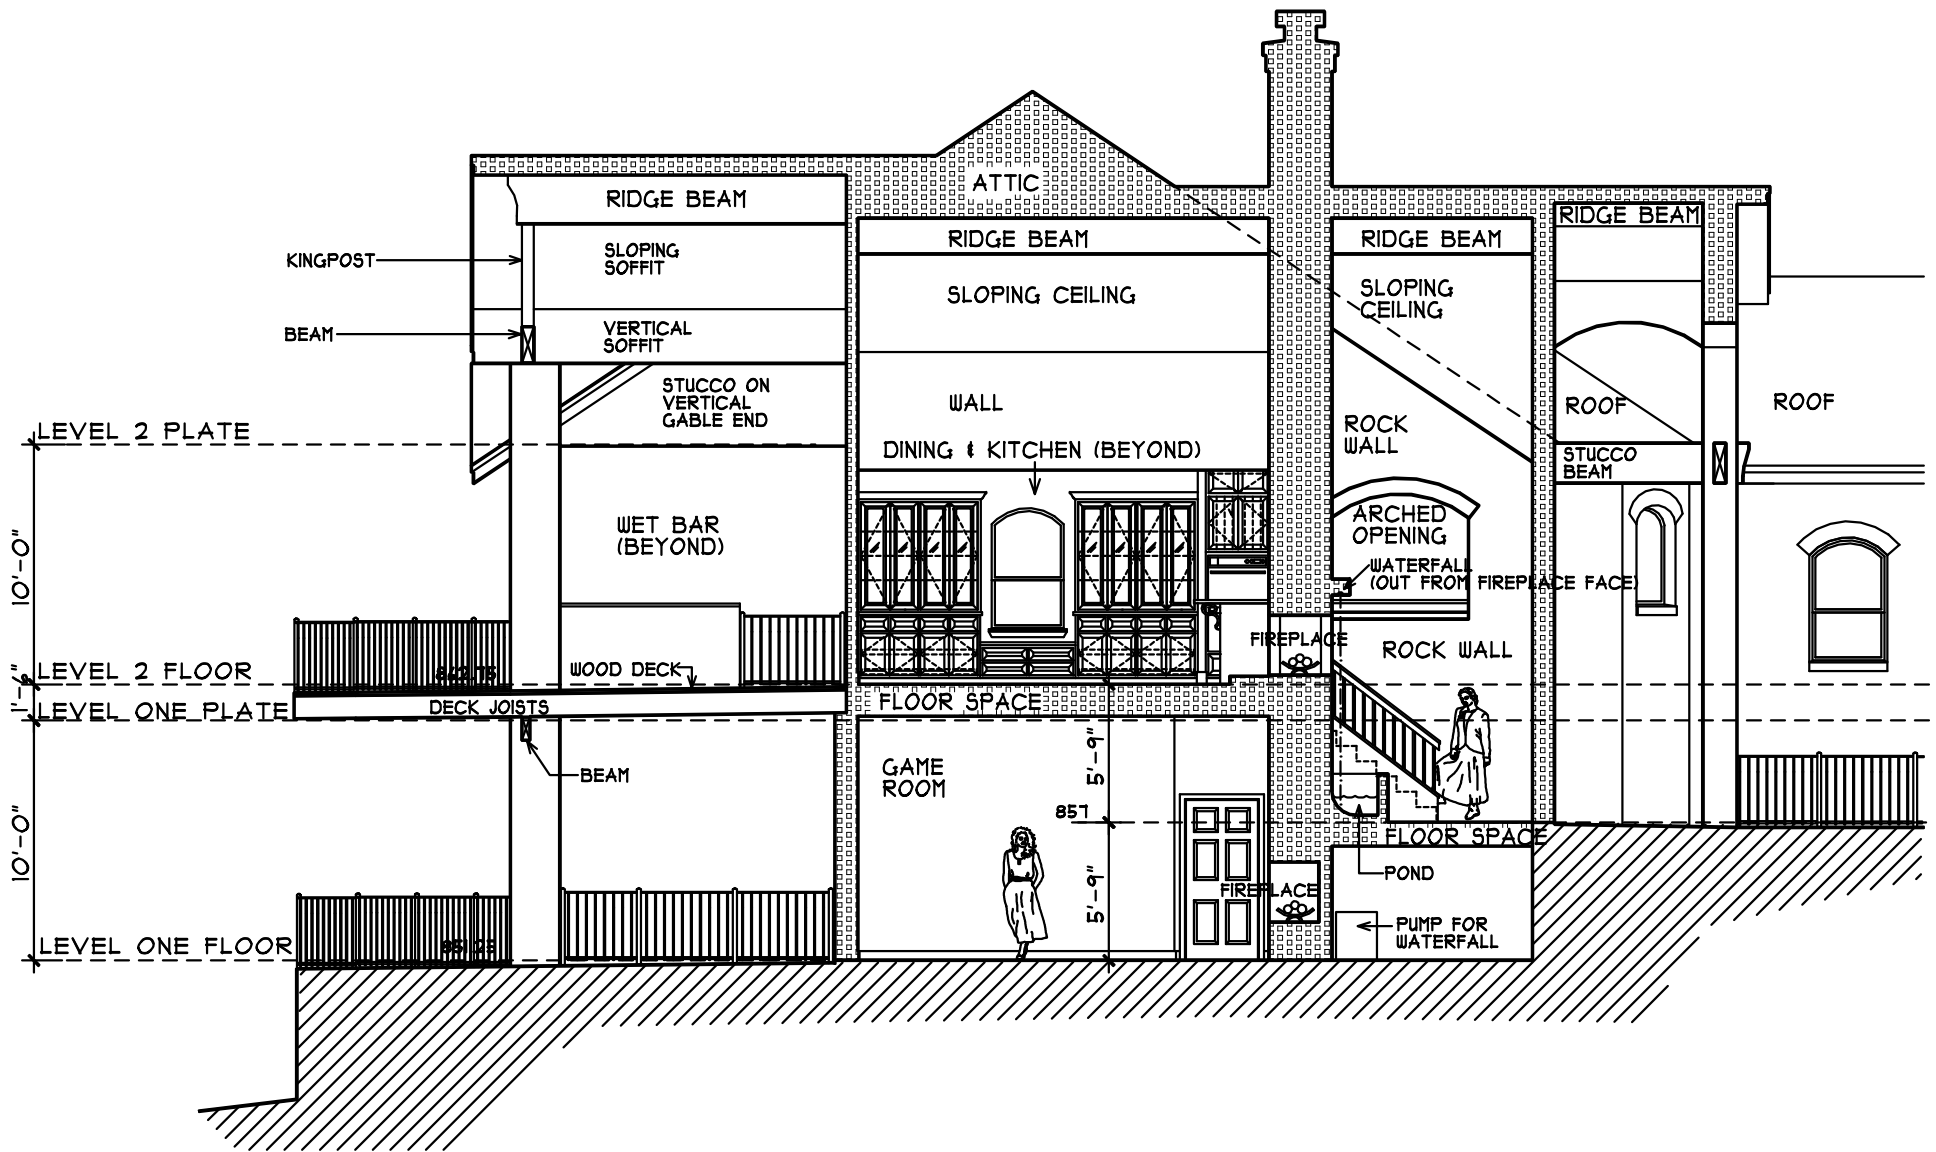 ATTIC
RIDGE BEAM
RIDGE BEAM
RIDGE BEAM
RIDGE BEAM
KINGPOST
SLOPING
SOFFIT
SLOPING CEILING
SLOPING
CEILING
BEAM
VERTICAL
SOFFIT
STUCCO ON
VERTICAL
GABLE END
WALL
ROOF
ROOF
LEVEL 2 PLATE
DINING & KITCHEN (BEYOND)
ROCK
WALL
STUCCO
BEAM
WET BAR
(BEYOND)
ARCHED
OPENING
10'-0"
WATERFALL
(OUT FROM FIREPLACE FACE)
FIREPLACE
ROCK WALL
LEVEL 2 FLOOR
862.75
WOOD DECK
1'-6"
LEVEL ONE PLATE
DECK JOISTS
FLOOR SPACE
BEAM
GAME
ROOM
5'-9"
857
FLOOR SPACE
10'-0"
POND
5'-9"
FIREPLACE
PUMP FOR
WATERFALL
LEVEL ONE FLOOR
851.25